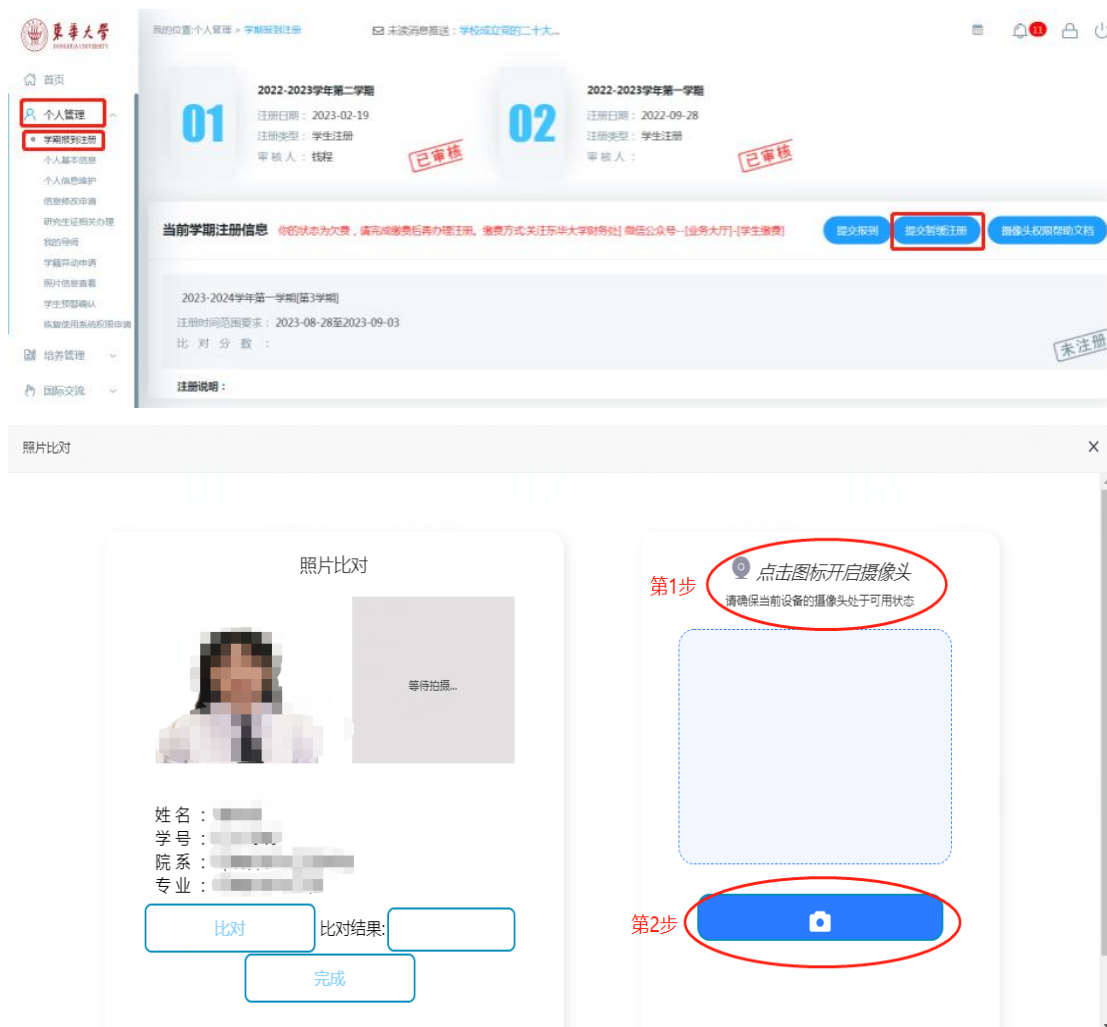 東華大学
DONGHUA UNIVERSITY
我的位置:个人管理 > 学期报到注册
未读消息推送：学校成立党的二十大...
11
首页
个人管理
学期报到注册
个人基本信息
个人信息维护
信息修改申请
研究生证相关办理
我的导师
学籍异动申请
照片信息查看
学生预警确认
恢复使用系统权限申请
培养管理
国际交流
01
2022-2023学年第二学期
注册日期： 2023-02-19
注册类型： 学生注册
审 核 人 ： 钱程
已审核
02
2022-2023学年第一学期
注册日期： 2022-09-28
注册类型： 学生注册
审 核 人 ：
已审核
当前学期注册信息 你的状态为欠费，请完成缴费后再办理注册。缴费方式:关注东华大学财务处] 微信公众号--[业务大厅]-[学生缴费]
提交报到
提交暂缓注册
摄像头权限帮助文档
2023-2024学年第一学期[第3学期]
注册时间范围要求： 2023-08-28至2023-09-03
比 对 分 数 ：
未注册
注册说明：
照片比对
照片比对
等待拍摄...
姓 名 ：
学 号 ：
院 系 ：
专 业 ：
比对
比对结果:
完成
第1步
点击图标开启摄像头
请确保当前设备的摄像头处于可用状态
第2步